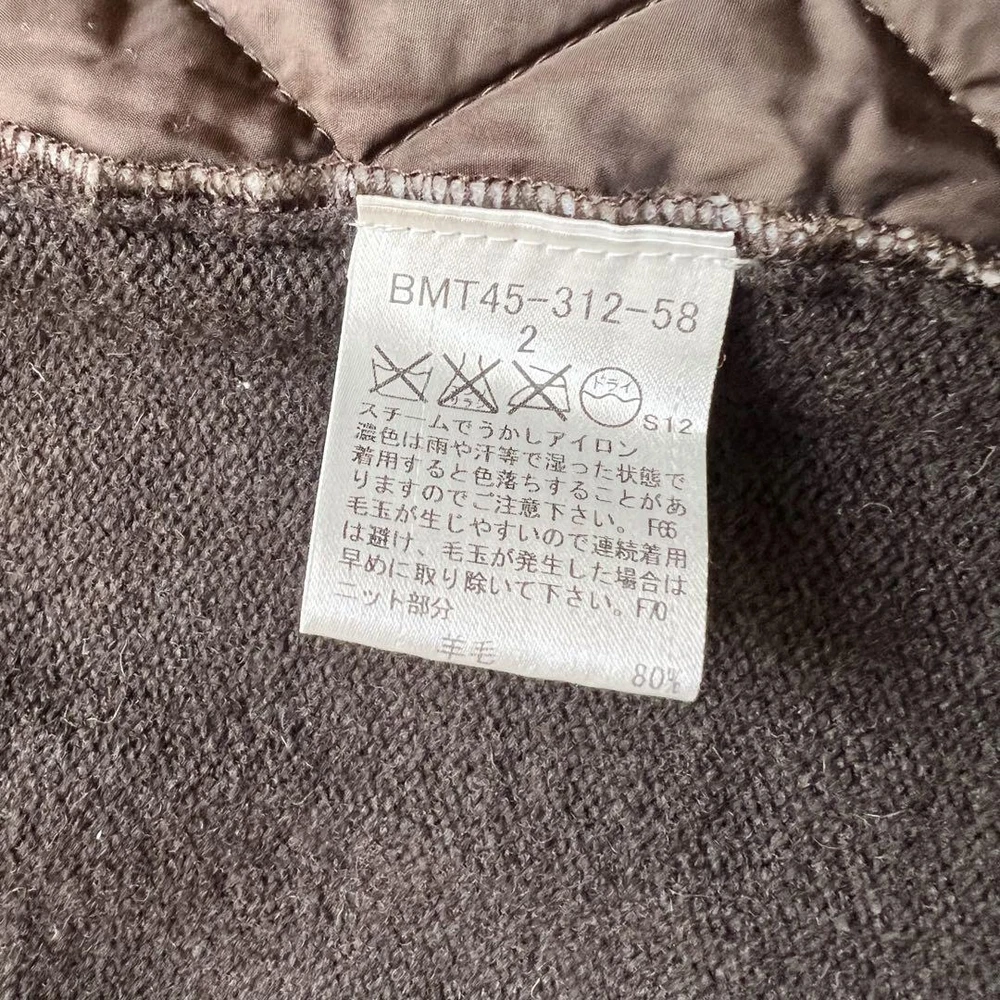 BMT45-312-58
2
ドライ
S12
スチームでうかしアイロン
濃色は雨や汗等で湿った状態で
着用すると色落ちすることがあ
りますのでご注意下さい。F66
毛玉が生じやすいので連続着用
は避け、毛玉が発生した場合は
早めに取り除いて下さい。F70
ニット部分
羊毛 80%